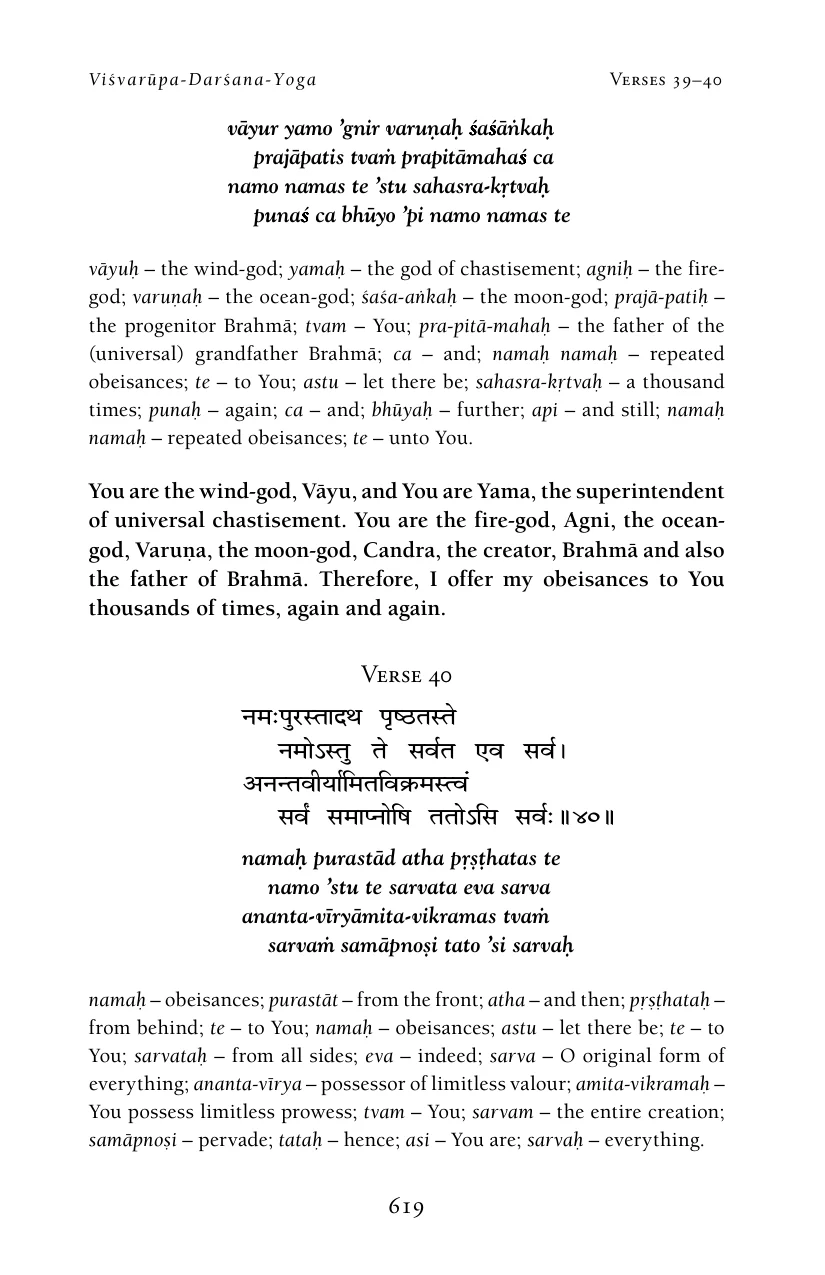 Viśvarūpa-Darśana-Yoga
Verses 39–40
vāyur yamo ’gnir varuṇaḥ śaśāṅkaḥ
prajāpatis tvaṁ prapitāmahaś ca
namo namas te ’stu sahasra-kṛtvaḥ
punaś ca bhūyo ’pi namo namas te
vāyuḥ – the wind-god; yamaḥ – the god of chastisement; agniḥ – the fire-
god; varuṇaḥ – the ocean-god; śaśa-aṅkaḥ – the moon-god; prajā-patiḥ –
the progenitor Brahmā; tvam – You; pra-pitā-mahaḥ – the father of the
(universal) grandfather Brahmā; ca – and; namaḥ namaḥ – repeated
obeisances; te – to You; astu – let there be; sahasra-kṛtvaḥ – a thousand
times; punaḥ – again; ca – and; bhūyaḥ – further; api – and still; namaḥ
namaḥ – repeated obeisances; te – unto You.
You are the wind-god, Vāyu, and You are Yama, the superintendent
of universal chastisement. You are the fire-god, Agni, the ocean-
god, Varuṇa, the moon-god, Candra, the creator, Brahmā and also
the father of Brahmā. Therefore, I offer my obeisances to You
thousands of times, again and again.
Verse 40
नमःपुरस्तादथ पृष्ठतस्ते
नमोऽस्तु ते सर्वत एव सर्व।
अनन्तवीर्यामितविक्रमस्त्वं
सर्वं समाप्नोषि ततोऽसि सर्वः॥४०॥
namaḥ purastād atha pṛṣṭhatas te
namo ’stu te sarvata eva sarva
ananta-vīryāmita-vikramas tvaṁ
sarvaṁ samāpnoṣi tato ’si sarvaḥ
namaḥ – obeisances; purastāt – from the front; atha – and then; pṛṣṭhataḥ –
from behind; te – to You; namaḥ – obeisances; astu – let there be; te – to
You; sarvataḥ – from all sides; eva – indeed; sarva – O original form of
everything; ananta-vīrya – possessor of limitless valour; amita-vikramaḥ –
You possess limitless prowess; tvam – You; sarvam – the entire creation;
samāpnoṣi – pervade; tataḥ – hence; asi – You are; sarvaḥ – everything.
619